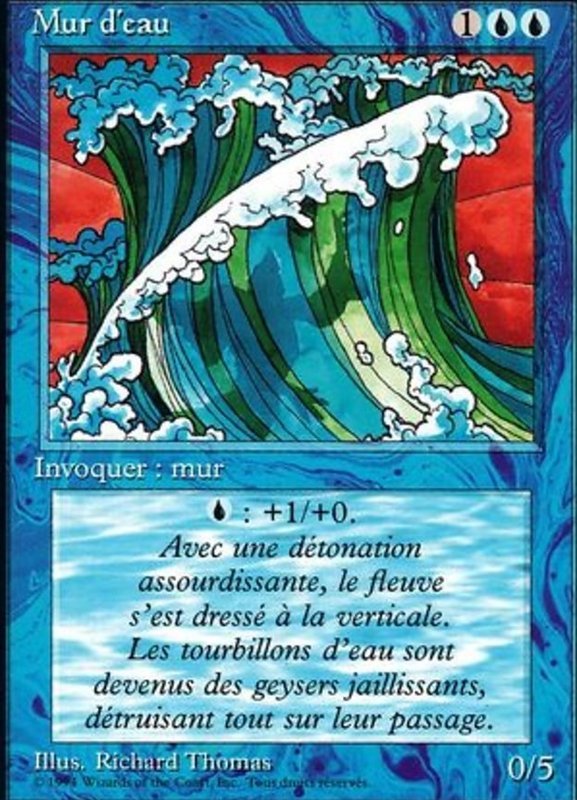 Mur d'eau 1
Invoquer : mur
: +1/+0.
Avec une détonation
assourdissante, le fleuve
s'est dressé à la verticale.
Les tourbillons d'eau sont
devenus des geysers jaillissants,
détruisant tout sur leur passage.
Illus. Richard Thomas
0/5
© 1994 Wizards of the Coast, Inc. Tous droits réservés.